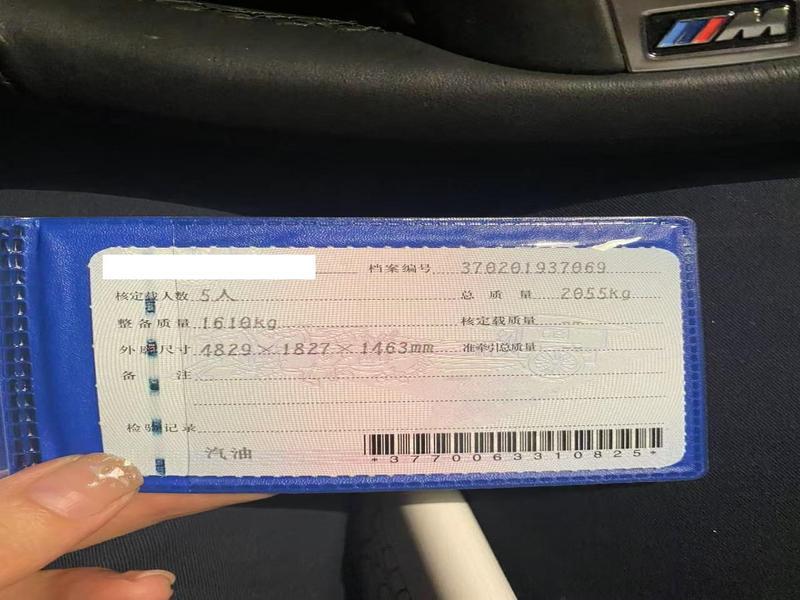 M
档案编号 370201937069
核定载人数 5人 总质量 2055kg
整备质量 1610kg 核定载质量 --
外廓尺寸 4829×1827×1463mm 准牵引总质量 --
备注
检验记录
汽油
*3770063310825*